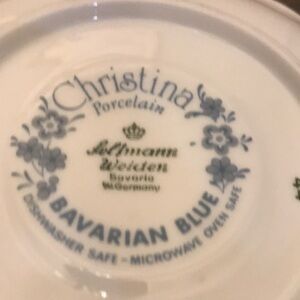 Christina
Porcelain
Seltmann
Weiden
Bavaria
W.Germany
BAVARIAN BLUE
DISHWASHER SAFE - MICROWAVE OVEN SAFE